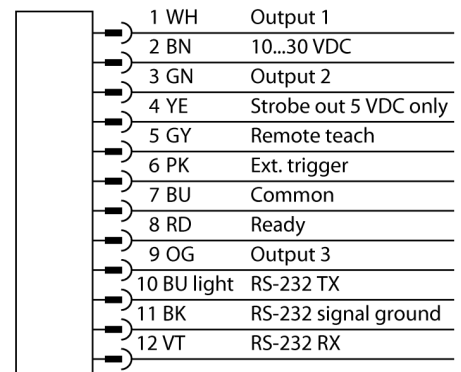 1 WH Output 1
2 BN 10...30 VDC
3 GN Output 2
4 YE Strobe out 5 VDC only
5 GY Remote teach
6 PK Ext. trigger
7 BU Common
8 RD Ready
9 OG Output 3
10 BU light RS-232 TX
11 BK RS-232 signal ground
12 VT RS-232 RX